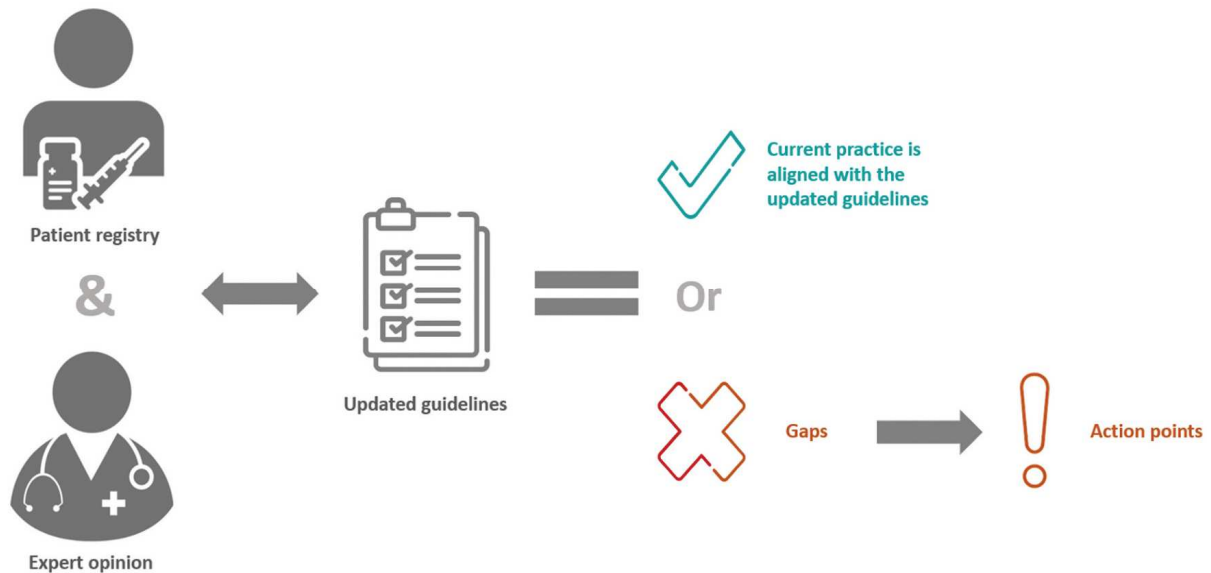 Patient registry
&
Expert opinion
Updated guidelines
Current practice is
aligned with the
updated guidelines
Or
Gaps
Action points